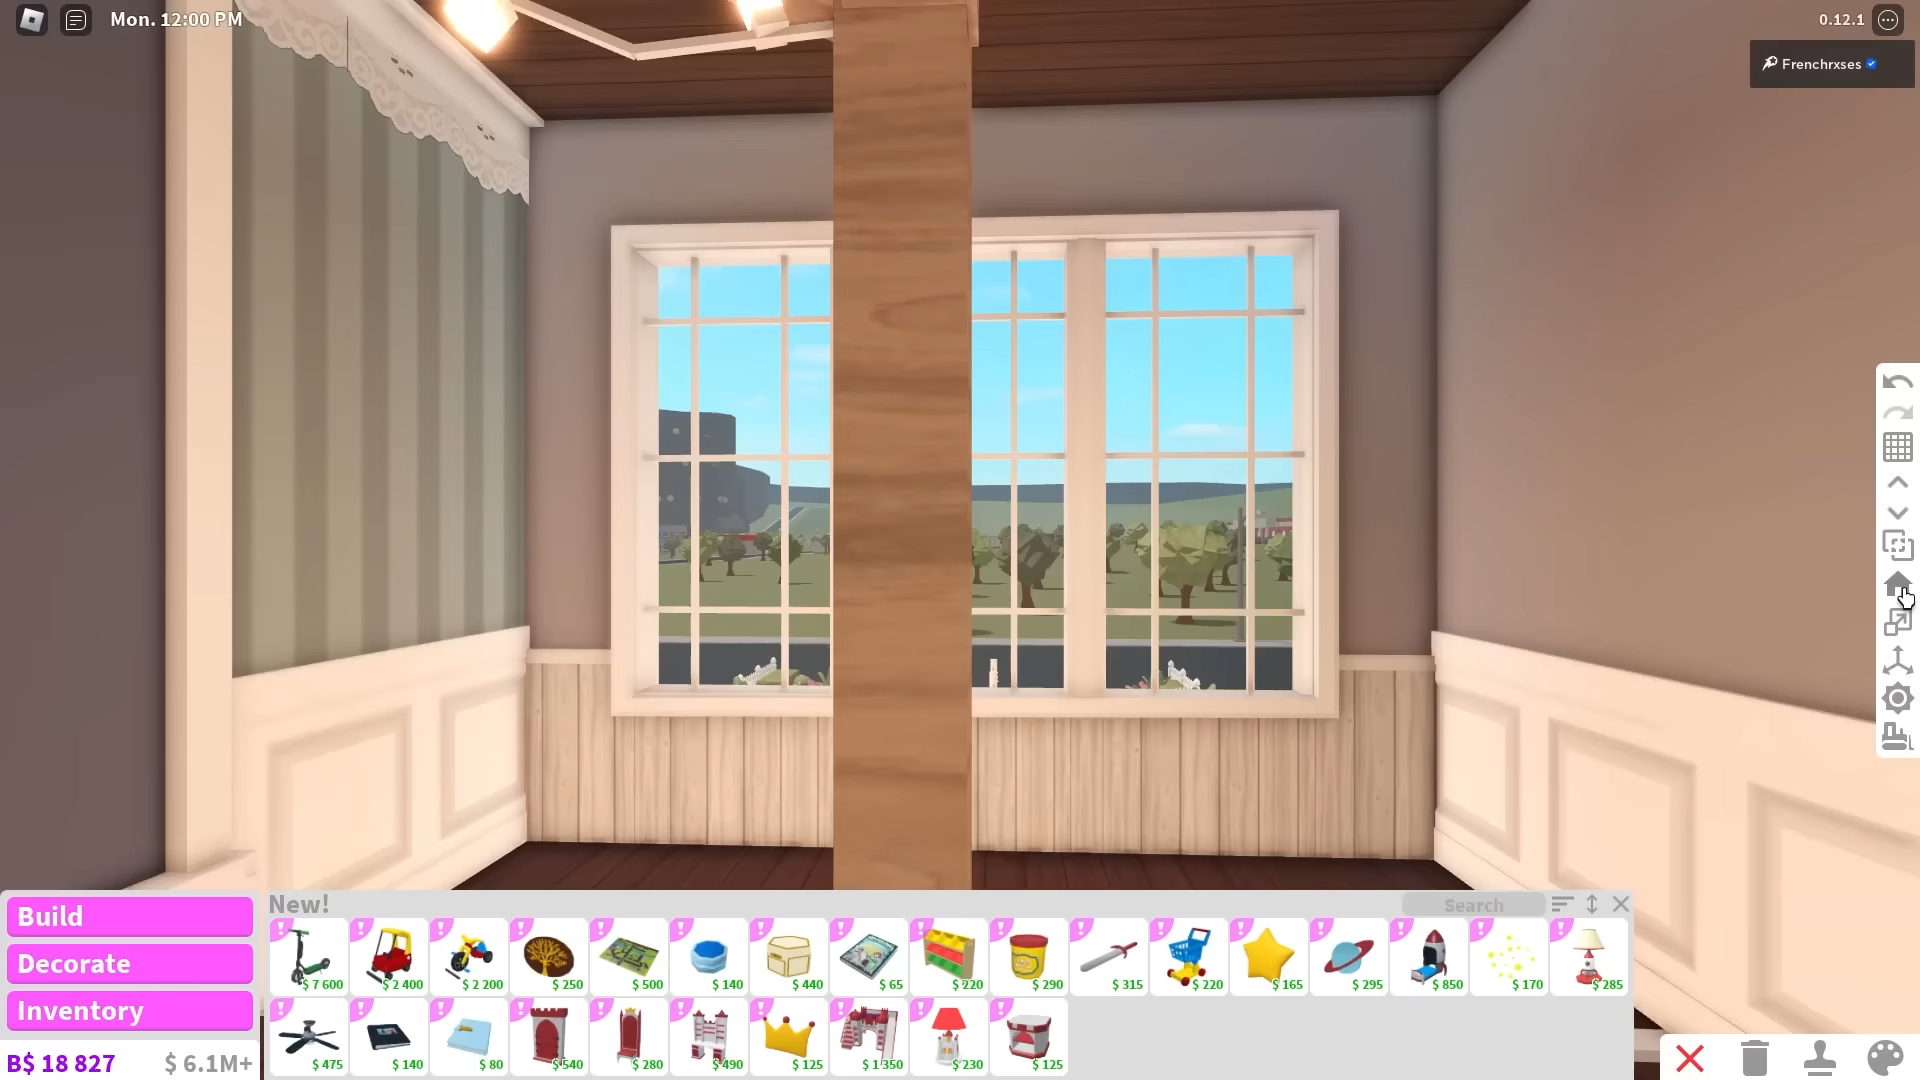 Mon. 12:00 PM
0.12.1
Frenchrxses
Build
Decorate
Inventory
B$ 18 827
$ 6.1M+
New!
Search
$ 7 600
$ 2 400
$ 2 200
$ 250
$ 500
$ 140
$ 440
$ 65
$ 220
$ 290
$ 315
$ 220
$ 165
$ 295
$ 850
$ 170
$ 285
$ 475
$ 140
$ 80
$ 540
$ 280
$ 490
$ 125
$ 1 350
$ 230
$ 125